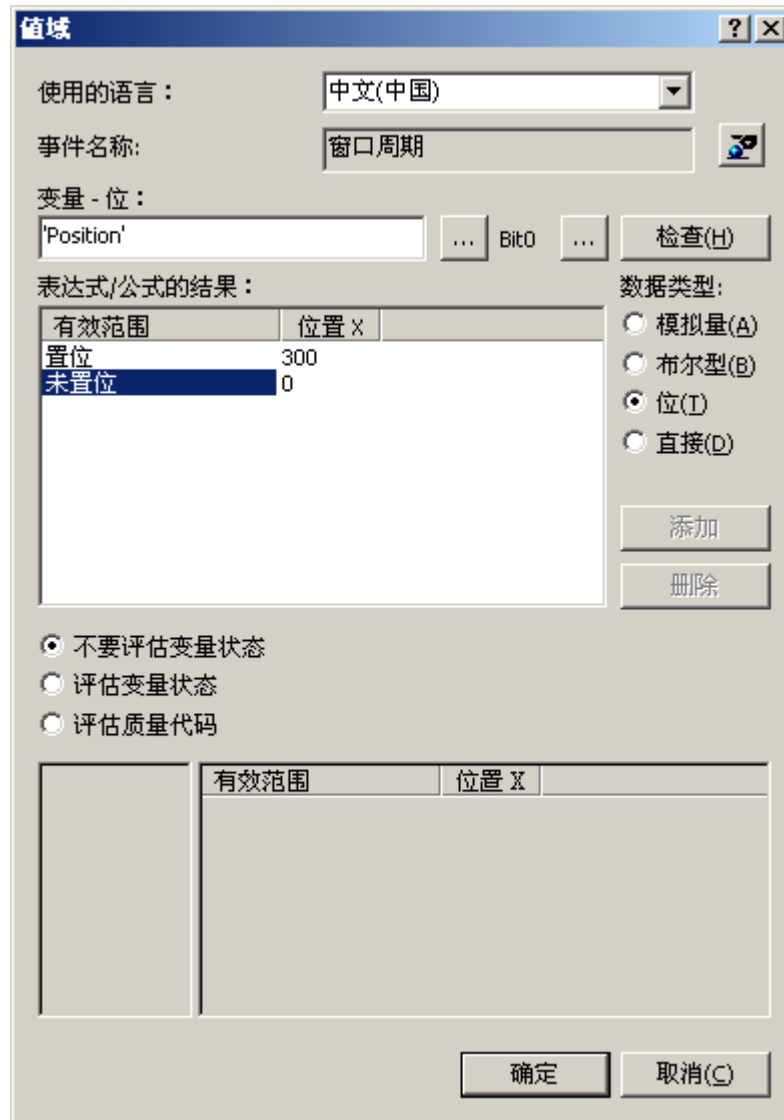 值域
使用的语言：
中文(中国)
事件名称:
窗口周期
变量 - 位：
'Position'
...
Bit0
...
检查(H)
表达式/公式的结果：
数据类型:
有效范围 位置 X
置位 300
未置位 0
模拟量(A)
布尔型(B)
位(T)
直接(D)
添加
删除
不要评估变量状态
评估变量状态
评估质量代码
有效范围 位置 X
确定
取消(C)